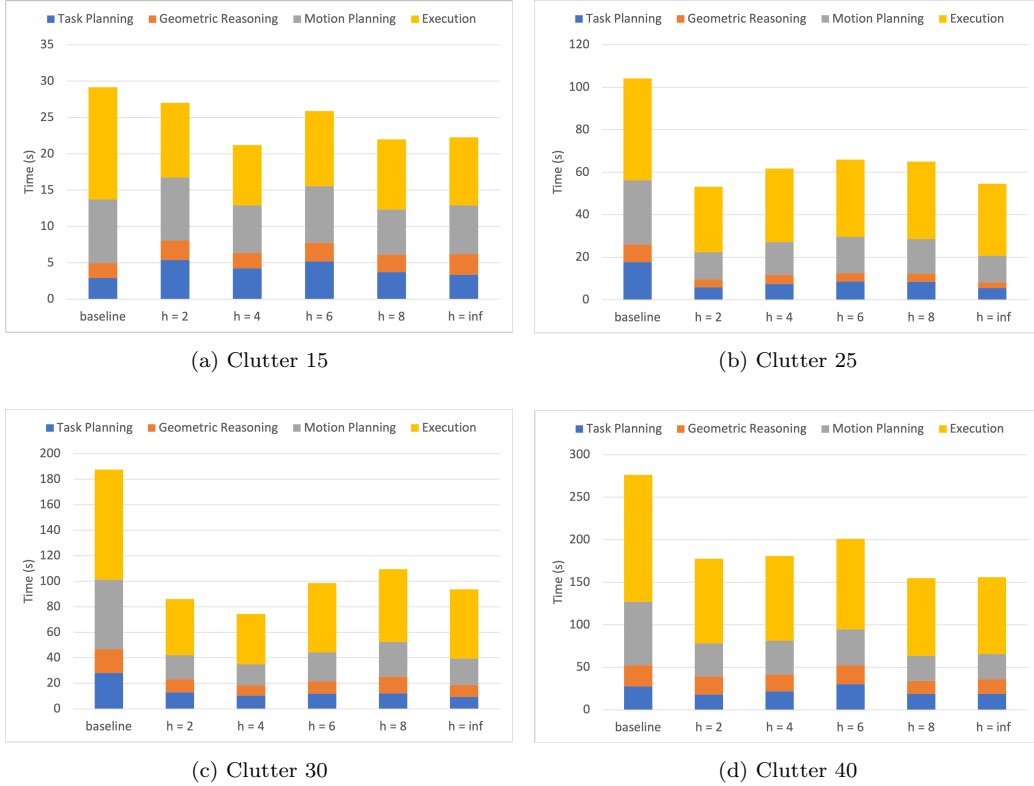 Task Planning Geometric Reasoning Motion Planning Execution
35
30
25
20
15
10
5
0
Time (s)
baseline h = 2 h = 4 h = 6 h = 8 h = inf
(a) Clutter 15
Task Planning Geometric Reasoning Motion Planning Execution
120
100
80
60
40
20
0
Time (s)
baseline h = 2 h = 4 h = 6 h = 8 h = inf
(b) Clutter 25
Task Planning Geometric Reasoning Motion Planning Execution
200
180
160
140
120
100
80
60
40
20
0
Time (s)
baseline h = 2 h = 4 h = 6 h = 8 h = inf
(c) Clutter 30
Task Planning Geometric Reasoning Motion Planning Execution
300
250
200
150
100
50
0
Time (s)
baseline h = 2 h = 4 h = 6 h = 8 h = inf
(d) Clutter 40